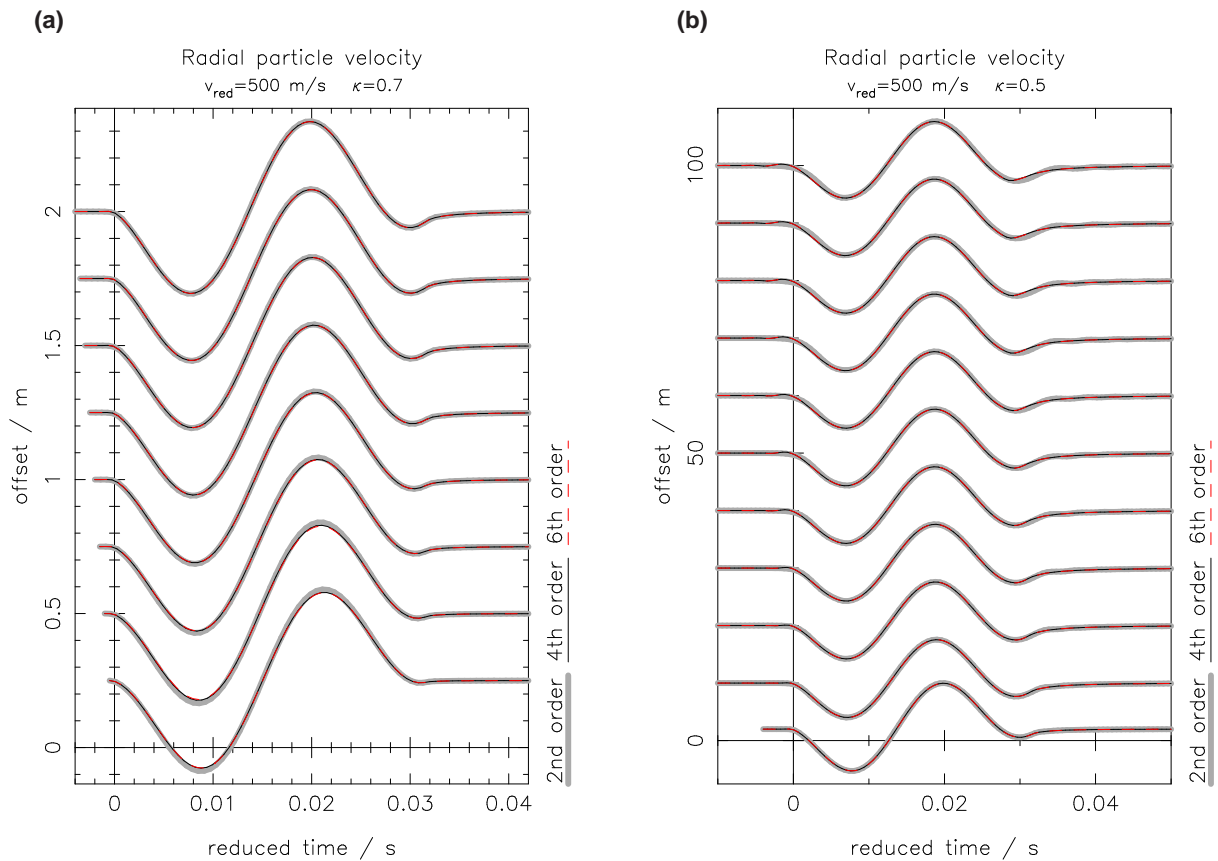 (a)
Radial particle velocity
v_red=500 m/s κ=0.7
2
1.5
1
0.5
0
offset / m
0 0.01 0.02 0.03 0.04
reduced time / s
2nd order 4th order 6th order
(b)
Radial particle velocity
v_red=500 m/s κ=0.5
100
50
0
offset / m
0 0.02 0.04
reduced time / s
2nd order 4th order 6th order